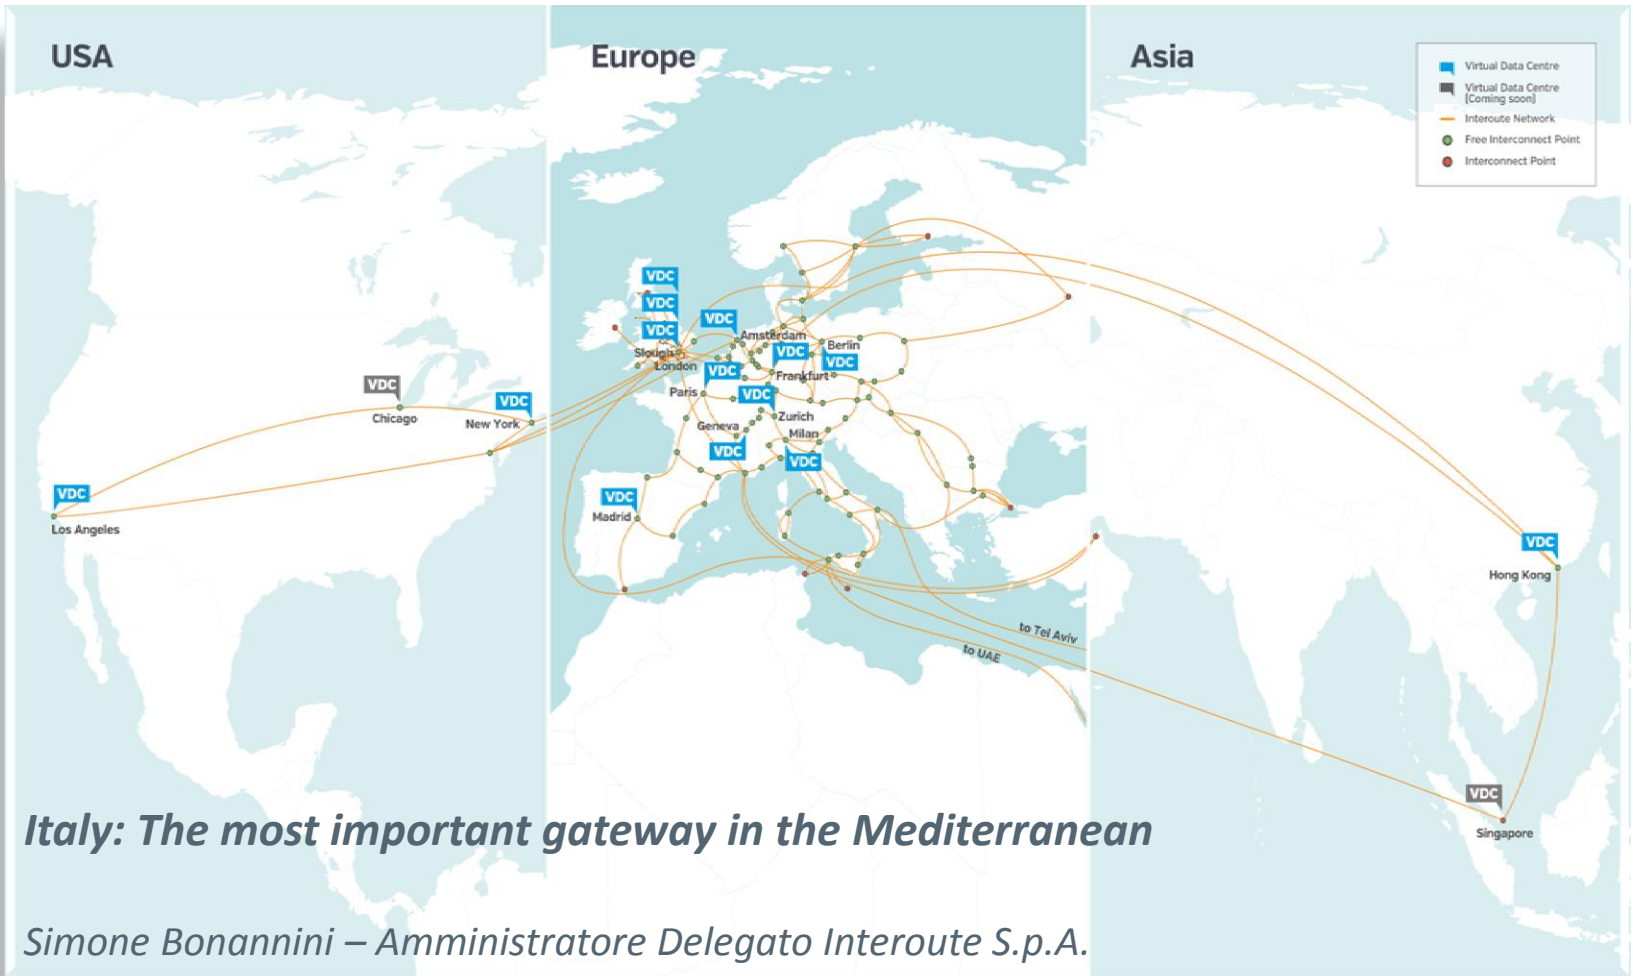 USA
Europe
Asia
Virtual Data Centre
Virtual Data Centre
(Coming soon)
Interoute Network
Free Interconnect Point
Interconnect Point
VDC
VDC
VDC
VDC
Amsterdam
Slough
London
VDC
Berlin
VDC
VDC
Frankfurt
Paris
VDC
Zurich
Geneva
Milan
VDC
VDC
VDC
Madrid
VDC
Chicago
VDC
New York
VDC
Los Angeles
VDC
Hong Kong
to Tel Aviv
to UAE
VDC
Singapore
Italy: The most important gateway in the Mediterranean
Simone Bonannini – Amministratore Delegato Interoute S.p.A.